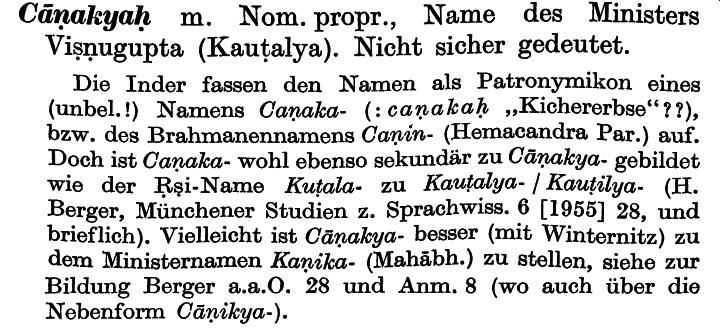 Cāṇakyaḥ m. Nom. propr., Name des Ministers
Viṣṇugupta (Kauṭalya). Nicht sicher gedeutet.
Die Inder fassen den Namen als Patronymikon eines
(unbel.!) Namens Caṇaka- (: caṇakaḥ „Kichererbse“??),
bzw. des Brahmanennamens Caṇin- (Hemacandra Par.) auf.
Doch ist Caṇaka- wohl ebenso sekundär zu Cāṇakya- gebildet
wie der Ṛṣi-Name Kuṭala- zu Kauṭalya- / Kauṭilya- (H.
Berger, Münchener Studien z. Sprachwiss. 6 [1955] 28, und
brieflich). Vielleicht ist Cāṇakya- besser (mit Winternitz) zu
dem Ministernamen Kaṇika- (Mahābh.) zu stellen, siehe zur
Bildung Berger a.a.O. 28 und Anm. 8 (wo auch über die
Nebenform Cāṇikya-).